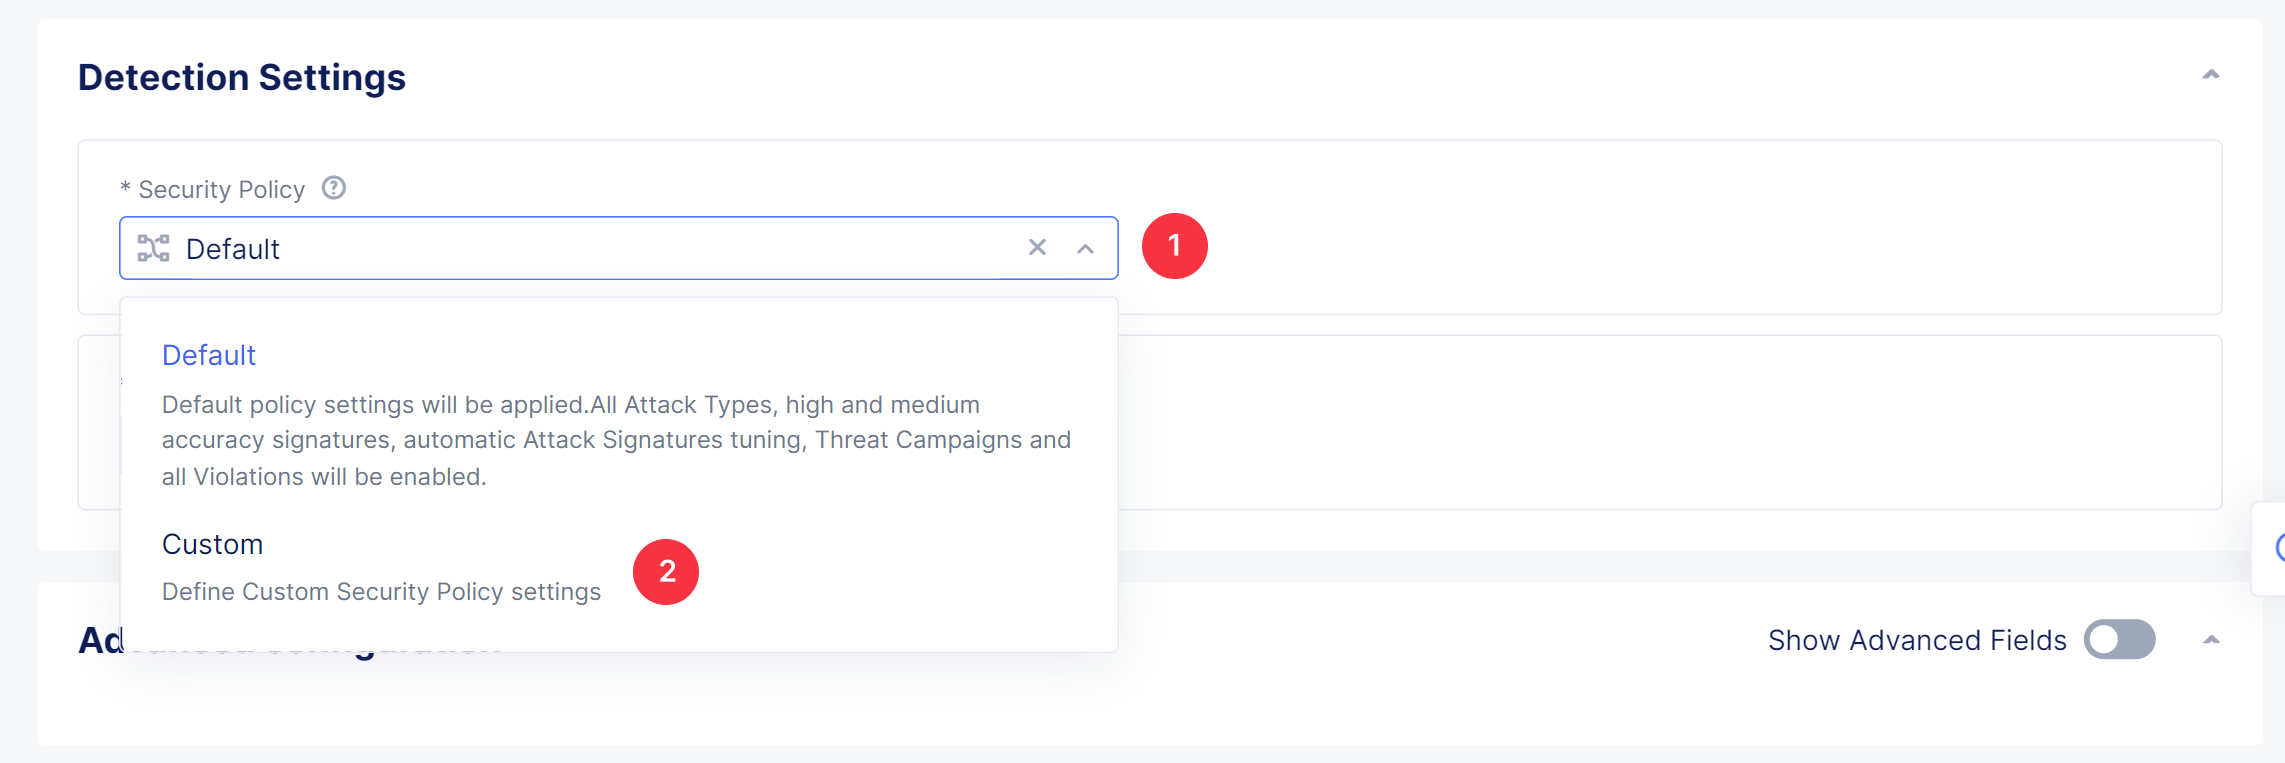 Detection Settings
* Security Policy
Default
1
Default
Default policy settings will be applied.All Attack Types, high and medium
accuracy signatures, automatic Attack Signatures tuning, Threat Campaigns and
all Violations will be enabled.
Custom
Define Custom Security Policy settings
2
Show Advanced Fields